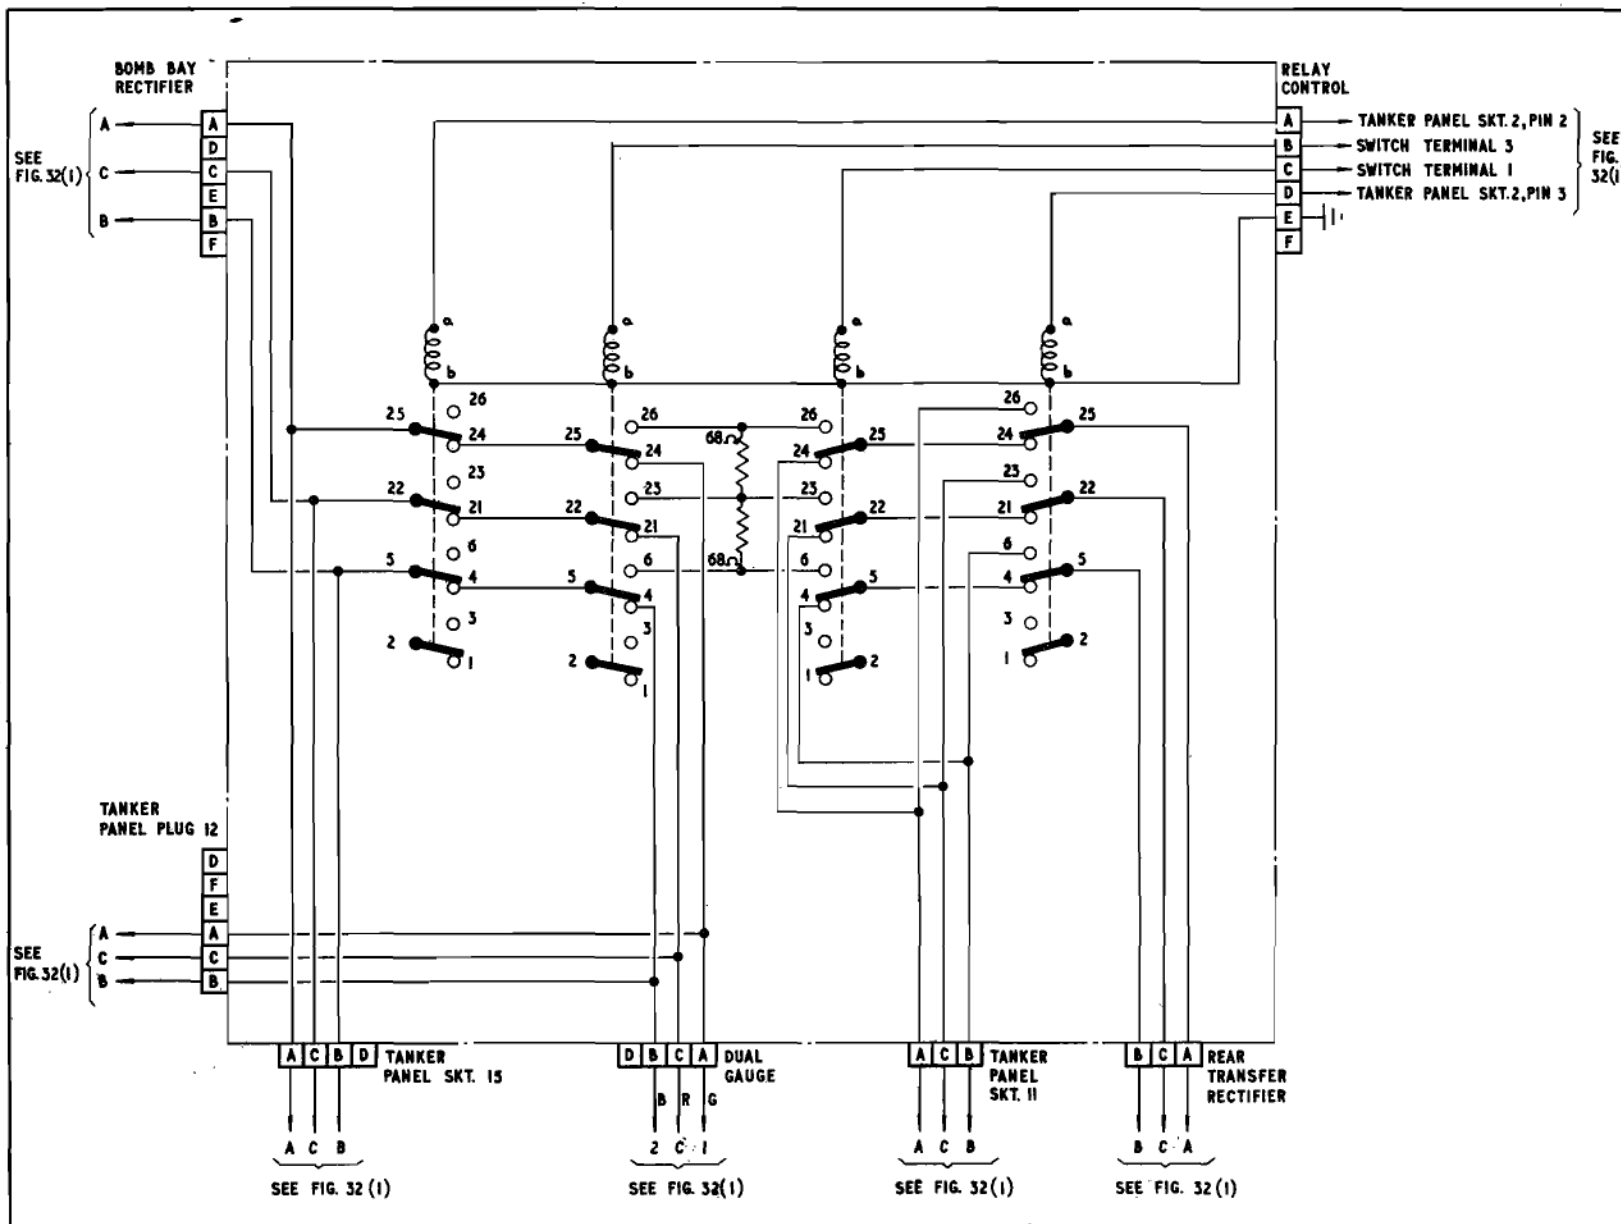 BOMB BAY
RECTIFIER
RELAY
CONTROL
A
A
A
TANKER PANEL SKT. 2, PIN 2
D
B
SWITCH TERMINAL 3
SEE
FIG. 32(1)
C
C
C
SWITCH TERMINAL 1
SEE
FIG.
32(1
E
D
TANKER PANEL SKT. 2, PIN 3
B
B
E
F
F
a
a
a
a
b
b
b
b
26
26
26
26
25
24
25
24
68Ω
24
25
24
25
23
23
23
23
22
21
22
21
21
22
21
22
6
6
68Ω
6
6
5
4
5
4
4
5
4
5
3
3
3
3
2
1
2
1
1
2
1
2
TANKER
PANEL PLUG 12
D
F
E
A
A
SEE
FIG. 32(1)
C
C
B
B
A C B D
TANKER
PANEL SKT. 15
D B C A
DUAL
GAUGE
A C B
TANKER
PANEL
SKT. 11
B C A
REAR
TRANSFER
RECTIFIER
B R G
A C B
2 C 1
A C B
B C A
SEE FIG. 32 (1)
SEE FIG. 32(1)
SEE FIG. 32 (1)
SEE FIG. 32 (1)